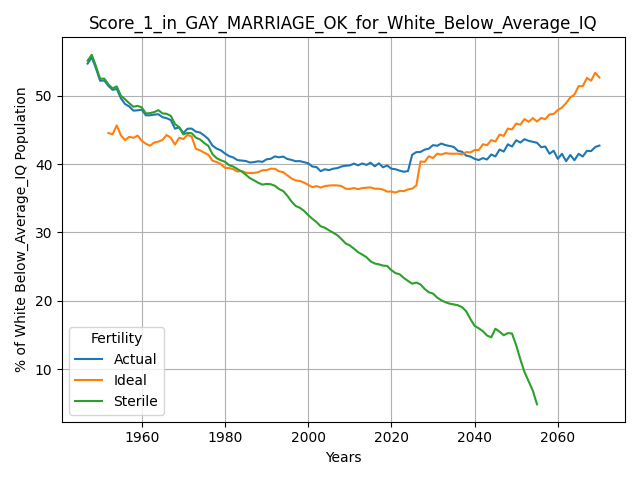 Score_1_in_GAY_MARRIAGE_OK_for_White_Below_Average_IQ
% of White Below_Average_IQ Population
50
40
30
20
10
Fertility
Actual
Ideal
Sterile
1960 1980 2000 2020 2040 2060
Years